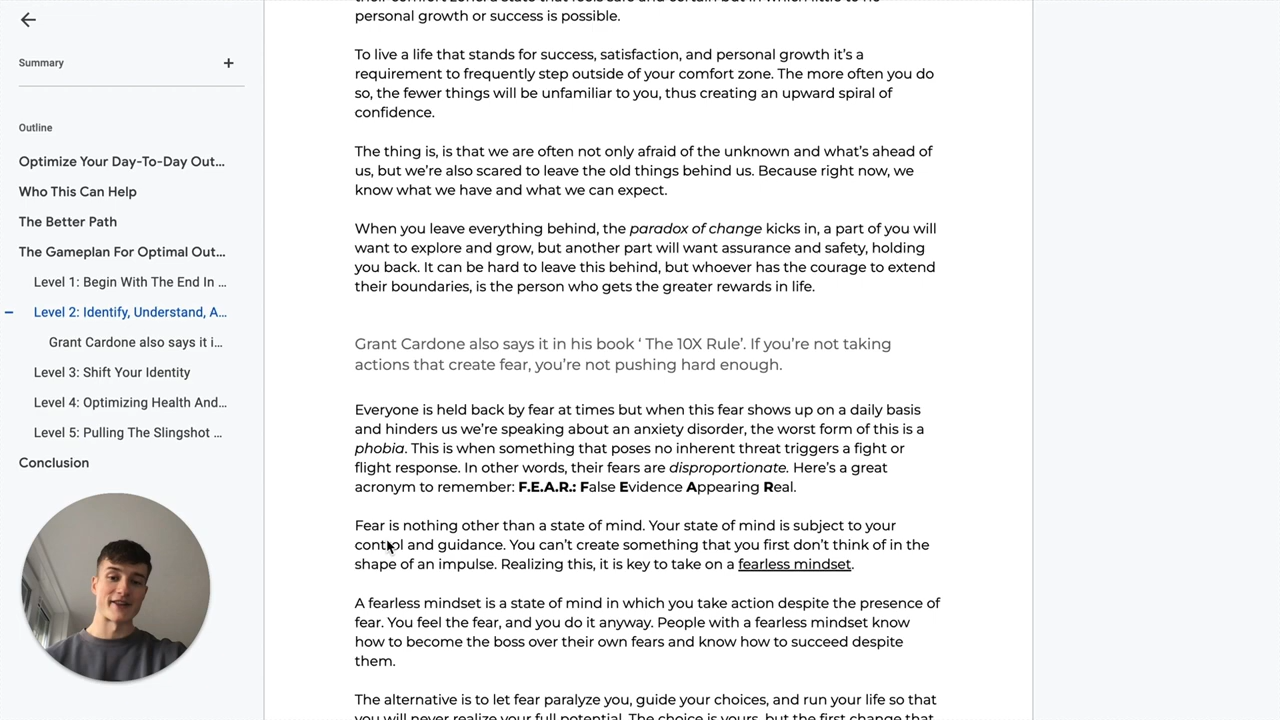 Summary
+
Outline
Optimize Your Day-To-Day Out...
Who This Can Help
The Better Path
The Gameplan For Optimal Out...
Level 1: Begin With The End In ...
Level 2: Identify, Understand, A...
Grant Cardone also says it i...
Level 3: Shift Your Identity
Level 4: Optimizing Health And...
Level 5: Pulling The Slingshot ...
Conclusion
personal growth or success is possible.
To live a life that stands for success, satisfaction, and personal growth it's a
requirement to frequently step outside of your comfort zone. The more often you do
so, the fewer things will be unfamiliar to you, thus creating an upward spiral of
confidence.
The thing is, is that we are often not only afraid of the unknown and what's ahead of
us, but we're also scared to leave the old things behind us. Because right now, we
know what we have and what we can expect.
When you leave everything behind, the paradox of change kicks in, a part of you will
want to explore and grow, but another part will want assurance and safety, holding
you back. It can be hard to leave this behind, but whoever has the courage to extend
their boundaries, is the person who gets the greater rewards in life.
Grant Cardone also says it in his book ‘ The 10X Rule’. If you’re not taking
actions that create fear, you’re not pushing hard enough.
Everyone is held back by fear at times but when this fear shows up on a daily basis
and hinders us we’re speaking about an anxiety disorder, the worst form of this is a
phobia. This is when something that poses no inherent threat triggers a fight or
flight response. In other words, their fears are disproportionate. Here’s a great
acronym to remember: F.E.A.R.: False Evidence Appearing Real.
Fear is nothing other than a state of mind. Your state of mind is subject to your
control and guidance. You can’t create something that you first don’t think of in the
shape of an impulse. Realizing this, it is key to take on a fearless mindset.
A fearless mindset is a state of mind in which you take action despite the presence of
fear. You feel the fear, and you do it anyway. People with a fearless mindset know
how to become the boss over their own fears and know how to succeed despite
them.
The alternative is to let fear paralyze you, guide your choices, and run your life so that
you will never realize your full potential. The choice is yours, but the first change that